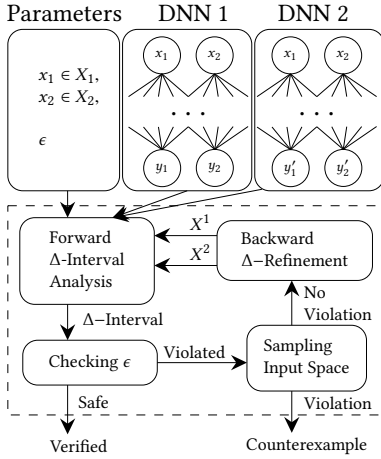 Parameters
DNN 1
DNN 2
x₁ ∈ X₁,
x₂ ∈ X₂,
ϵ
x₁
x₂
. . .
y₁
y₂
x₁
x₂
. . .
y′₁
y′₂
Forward
Δ-Interval
Analysis
X¹
X²
Backward
Δ−Refinement
Δ−Interval
No
Violation
Checking ϵ
Violated
Sampling
Input Space
Safe
Violation
Verified
Counterexample